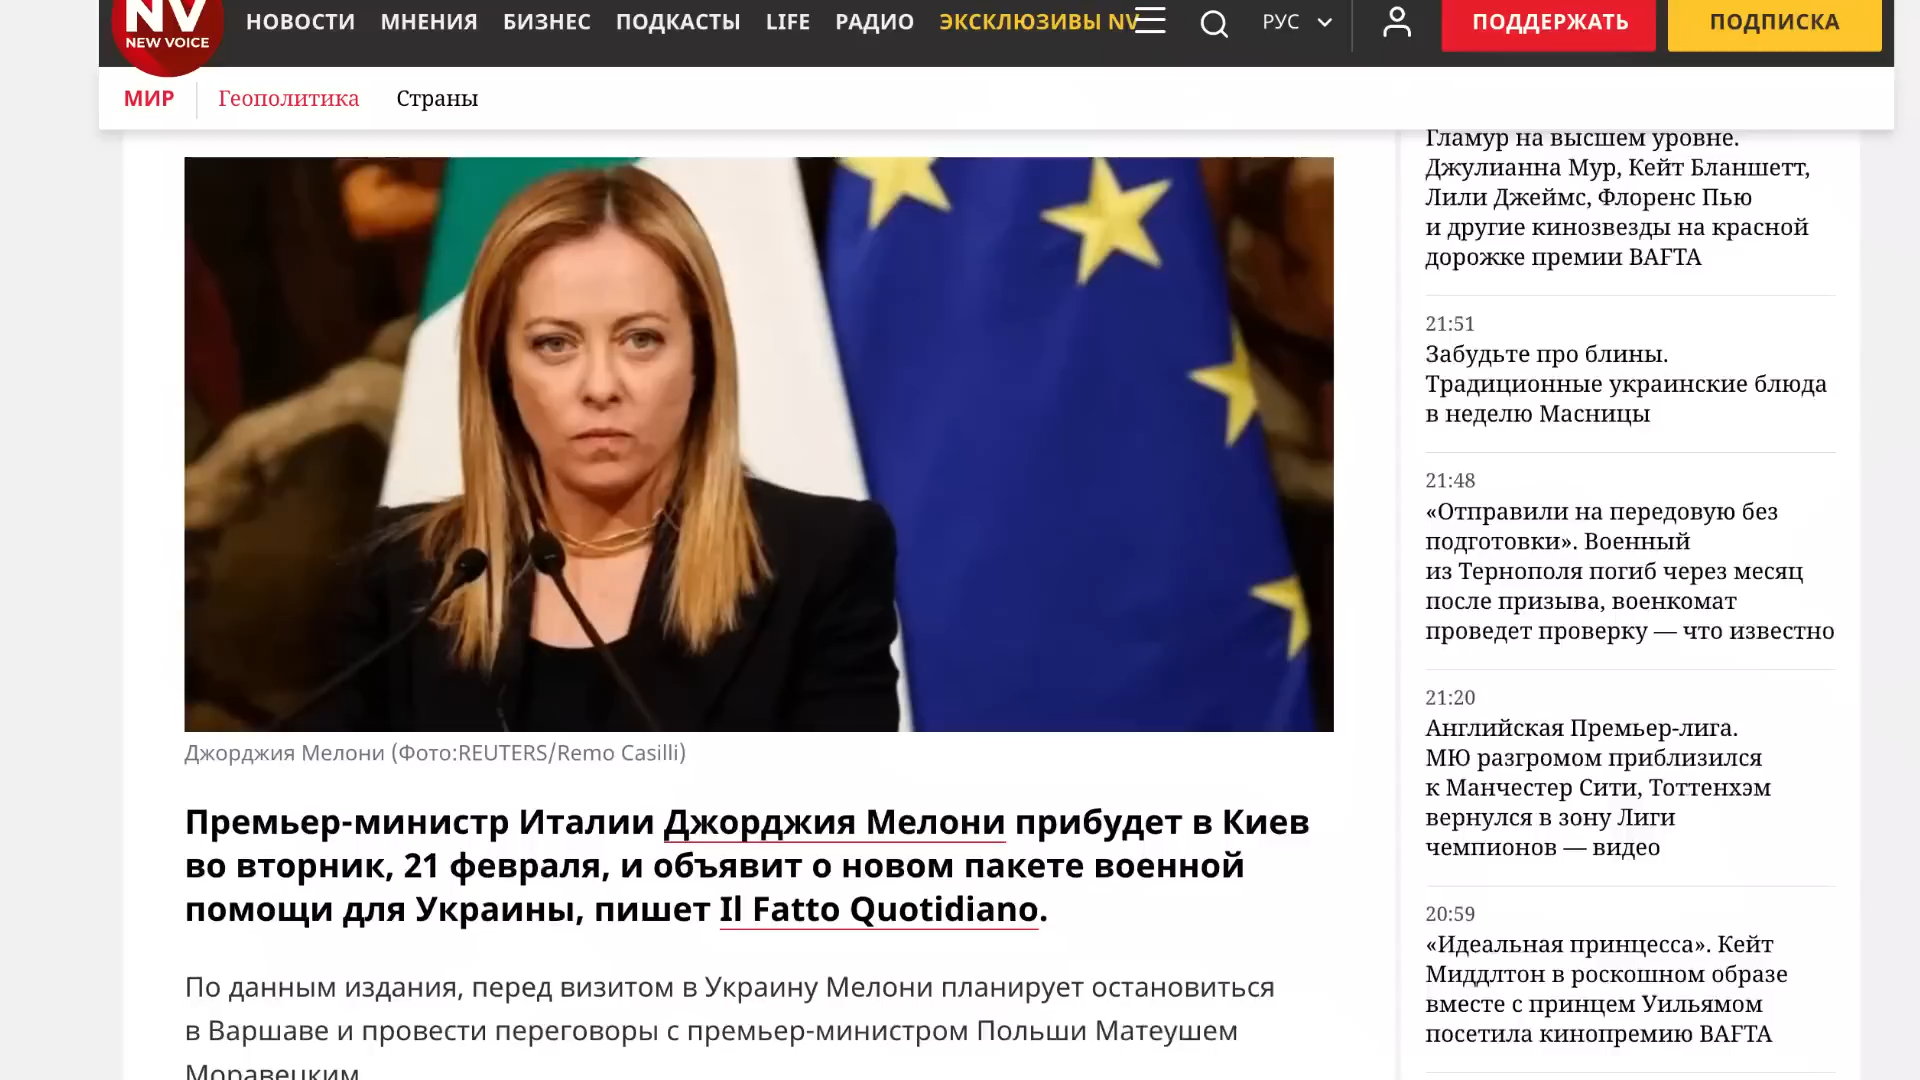 NV
NEW VOICE
НОВОСТИ МНЕНИЯ БИЗНЕС ПОДКАСТЫ LIFE РАДИО ЭКСКЛЮЗИВЫ NV
РУС
ПОДДЕРЖАТЬ
ПОДПИСКА
МИР
Геополитика
Страны
Джорджия Мелони (Фото:REUTERS/Remo Casilli)
Премьер-министр Италии Джорджия Мелони прибудет в Киев
во вторник, 21 февраля, и объявит о новом пакете военной
помощи для Украины, пишет Il Fatto Quotidiano.
По данным издания, перед визитом в Украину Мелони планирует остановиться
в Варшаве и провести переговоры с премьер-министром Польши Матеушем
Моравецким.
Гламур на высшем уровне.
Джулианна Мур, Кейт Бланшетт,
Лили Джеймс, Флоренс Пью
и другие кинозвезды на красной
дорожке премии BAFTA
21:51
Забудьте про блины.
Традиционные украинские блюда
в неделю Масницы
21:48
«Отправили на передовую без
подготовки». Военный
из Тернополя погиб через месяц
после призыва, военкомат
проведет проверку — что известно
21:20
Английская Премьер-лига.
МЮ разгромом приблизился
к Манчестер Сити, Тоттенхэм
вернулся в зону Лиги
чемпионов — видео
20:59
«Идеальная принцесса». Кейт
Миддлтон в роскошном образе
вместе с принцем Уильямом
посетила кинопремию BAFTA